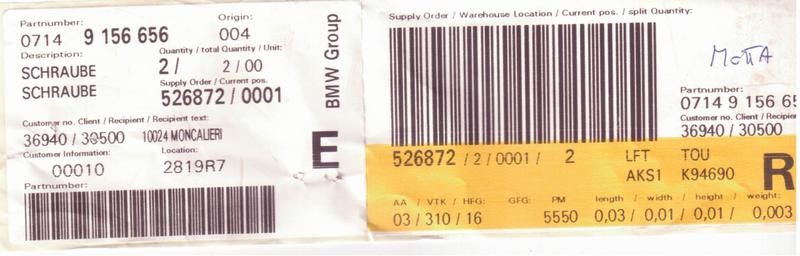 Partnumber: Origin:
0714 9 156 656 004
Description: Quantity / total Quantity / Unit:
SCHRAUBE 2 / 2 / 00
SCHRAUBE Supply Order / Current pos.
526872 / 0001
Customer no. Client / Recipient / Recipient text:
36940 / 30500 10024 MONCALIERI
Customer Information: Location:
00010 2819R7
Partnumber:
BMW Group
E
Supply Order / Warehouse Location / Current pos. / split Quantity:
Partnumber:
0714 9 156 65
Customer no. Client / Recipient
36940 / 30500
526872 / 2 / 0001 / 2 LFT TOU
AKS1 K94690
R
AA / VTK / HFG: GFG: PM length / width / height / weight:
03 / 310 / 16 5550 0,03 / 0,01 / 0,01 / 0,003